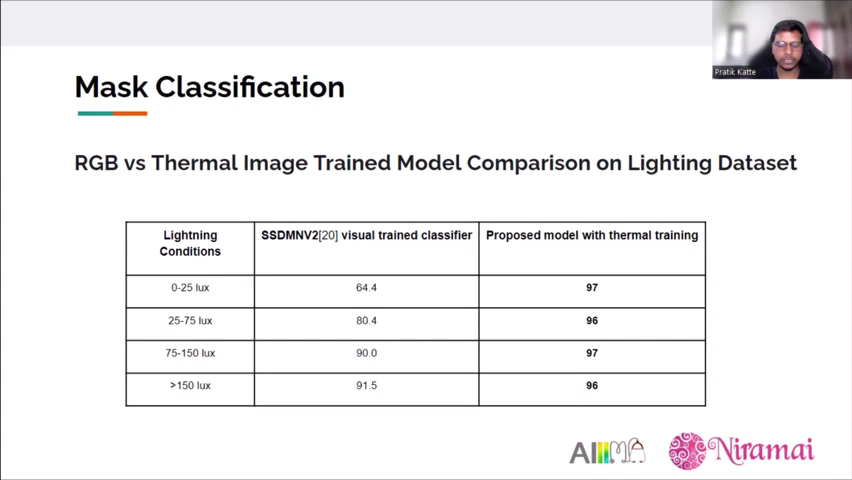 Pratik Katte
Mask Classification
RGB vs Thermal Image Trained Model Comparison on Lighting Dataset
Lightning Conditions SSDMNV2[20] visual trained classifier Proposed model with thermal training
0-25 lux 64.4 97
25-75 lux 80.4 96
75-150 lux 90.0 97
>150 lux 91.5 96
Niramai